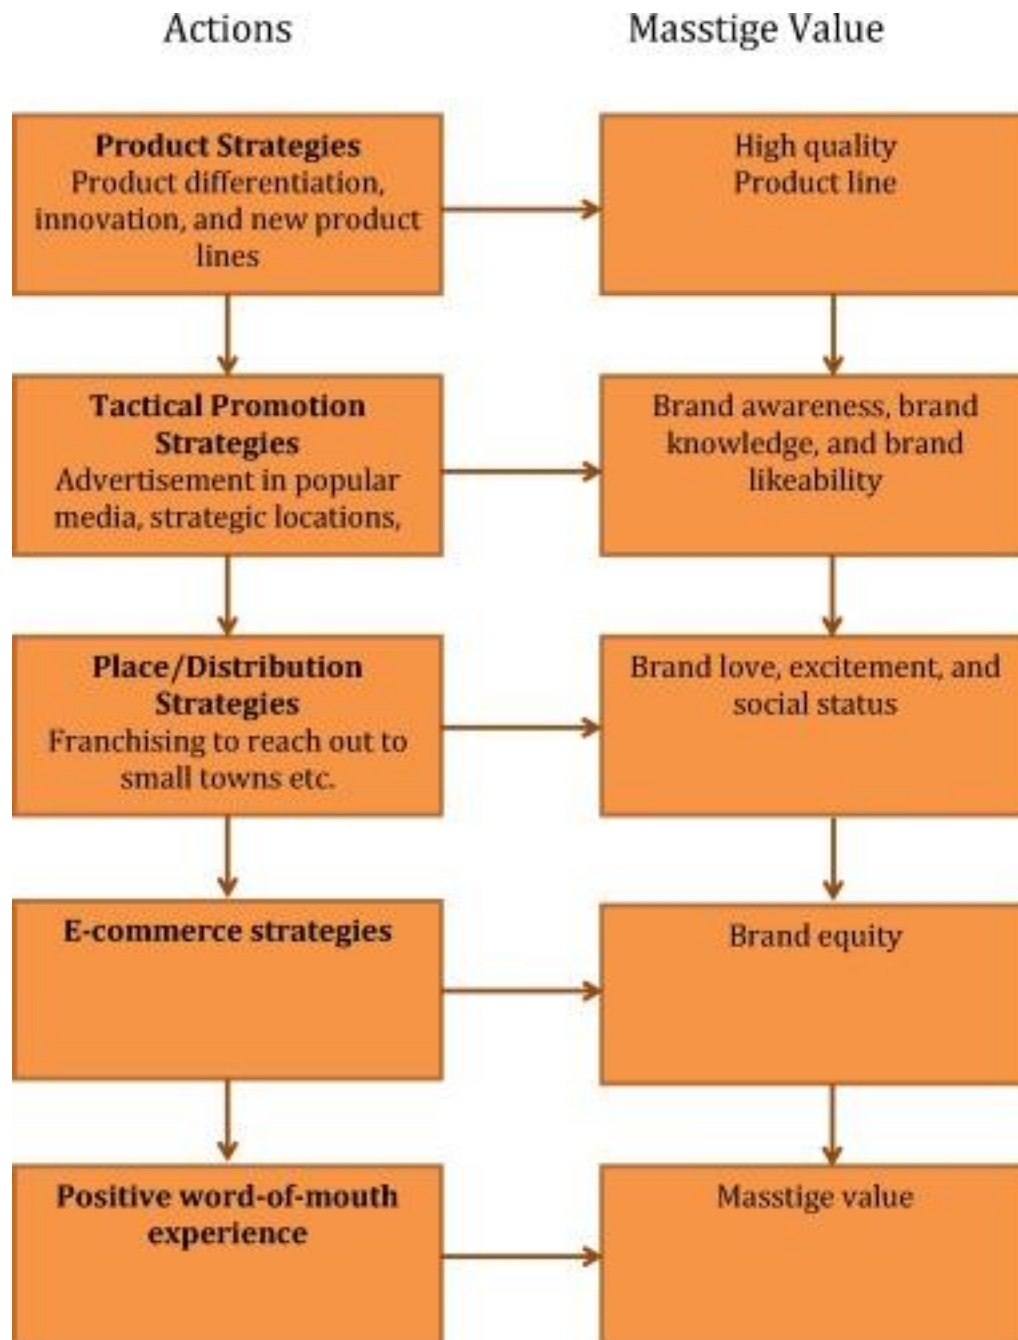 Actions
Masstige Value
Product Strategies
Product differentiation,
innovation, and new product
lines
High quality
Product line
Tactical Promotion
Strategies
Advertisement in popular
media, strategic locations,
Brand awareness, brand
knowledge, and brand
likeability
Place/Distribution
Strategies
Franchising to reach out to
small towns etc.
Brand love, excitement, and
social status
E-commerce strategies
Brand equity
Positive word-of-mouth
experience
Masstige value